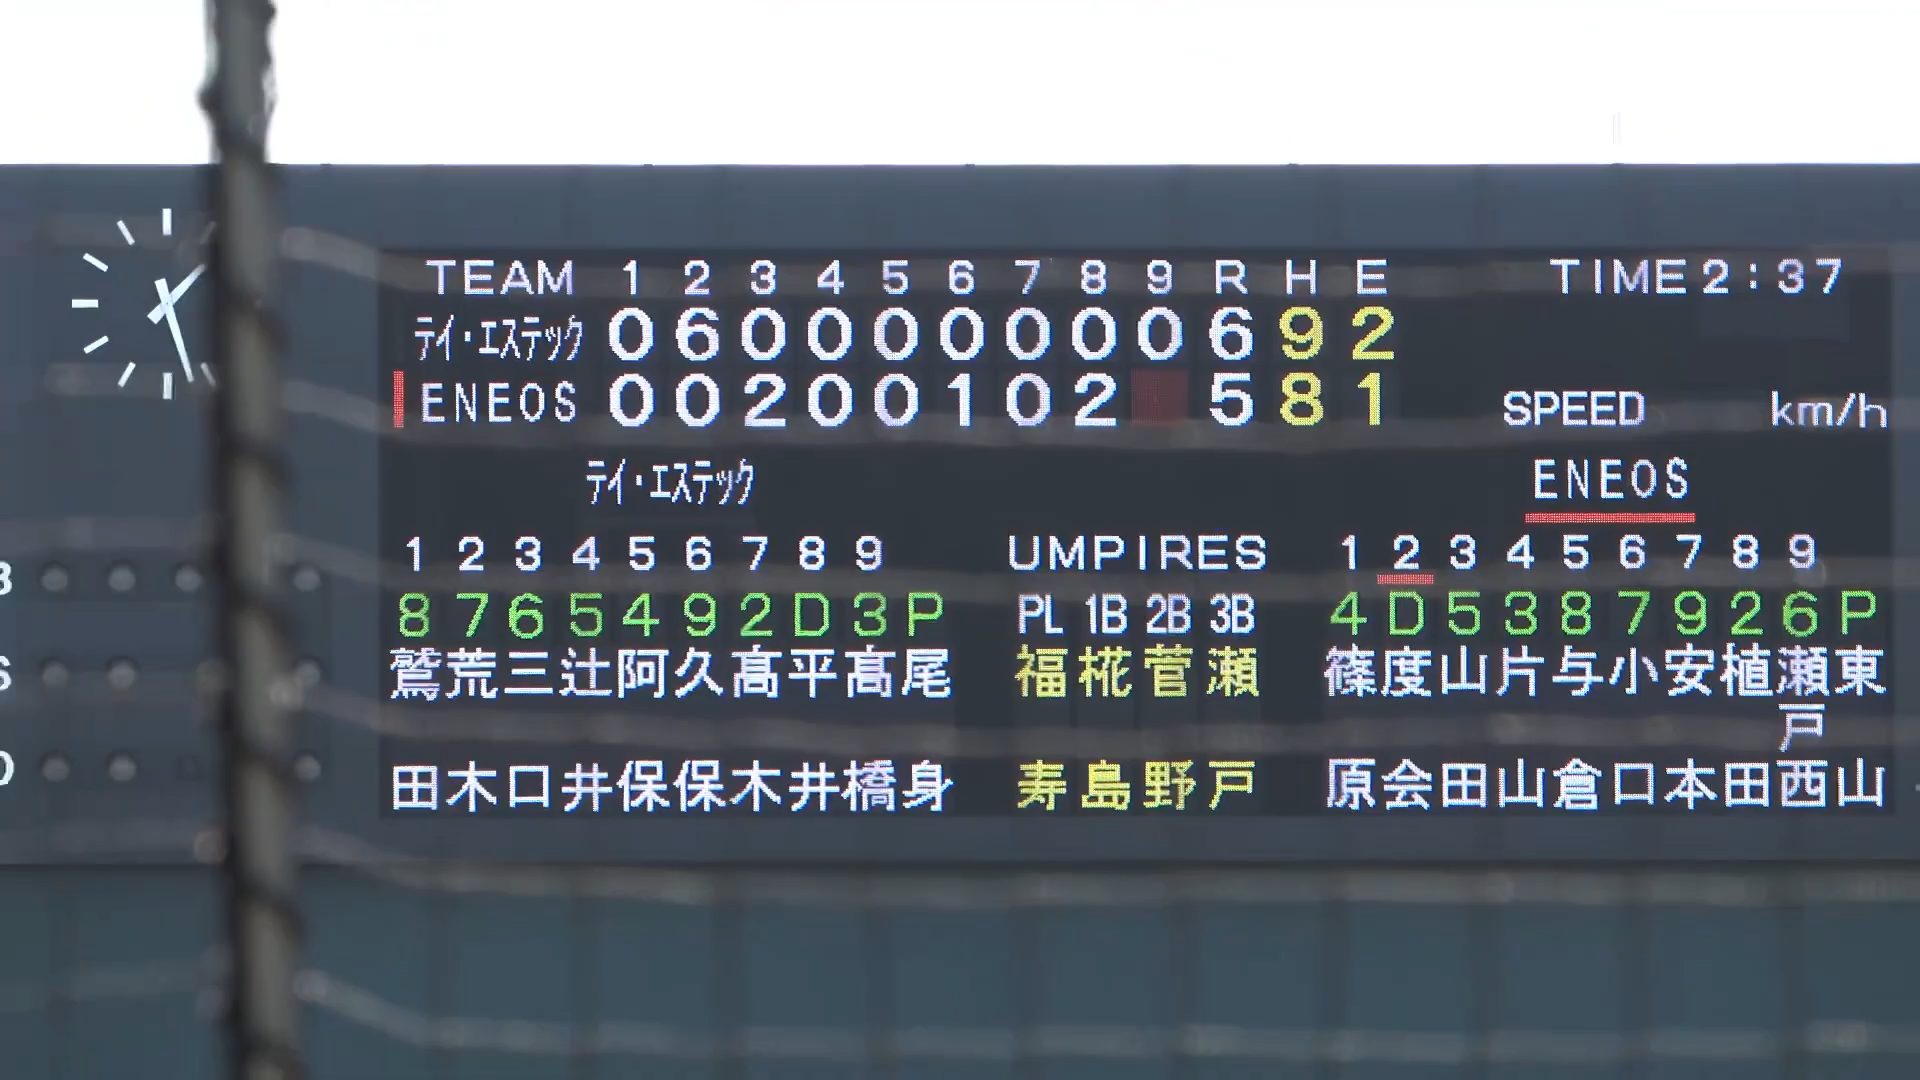 TEAM 1 2 3 4 5 6 7 8 9 R H E TIME 2:37
テイ・エステック 0 6 0 0 0 0 0 0 0 6 9 2
ENEOS 0 0 2 0 0 1 0 2 5 8 1 SPEED km/h
テイ・エステック ENEOS
1 2 3 4 5 6 7 8 9 UMPIRES 1 2 3 4 5 6 7 8 9
8 7 6 5 4 9 2 D 3 P PL 1B 2B 3B 4 D 5 3 8 7 9 2 6 P
鷲荒三辻阿久髙平髙尾 福椛菅瀬 篠度山片与小安植瀬東
戸
田木口井保保木井橋身 寿島野戸 原会田山倉口本田西山